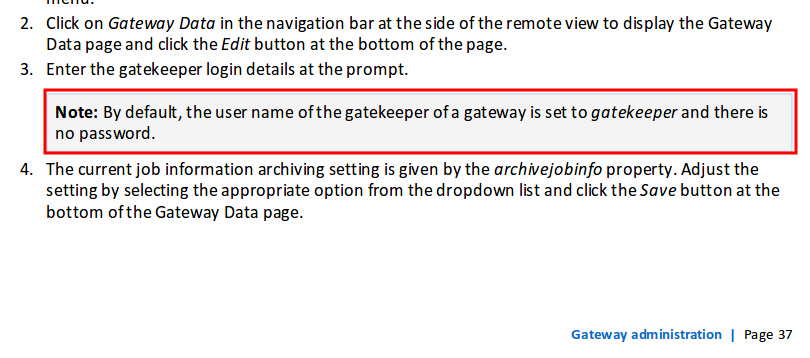 menu.
2. Click on Gateway Data in the navigation bar at the side of the remote view to display the Gateway
Data page and click the Edit button at the bottom of the page.
3. Enter the gatekeeper login details at the prompt.
Note: By default, the user name of the gatekeeper of a gateway is set to gatekeeper and there is
no password.
4. The current job information archiving setting is given by the archivejobinfo property. Adjust the
setting by selecting the appropriate option from the dropdown list and click the Save button at the
bottom of the Gateway Data page.
Gateway administration | Page 37